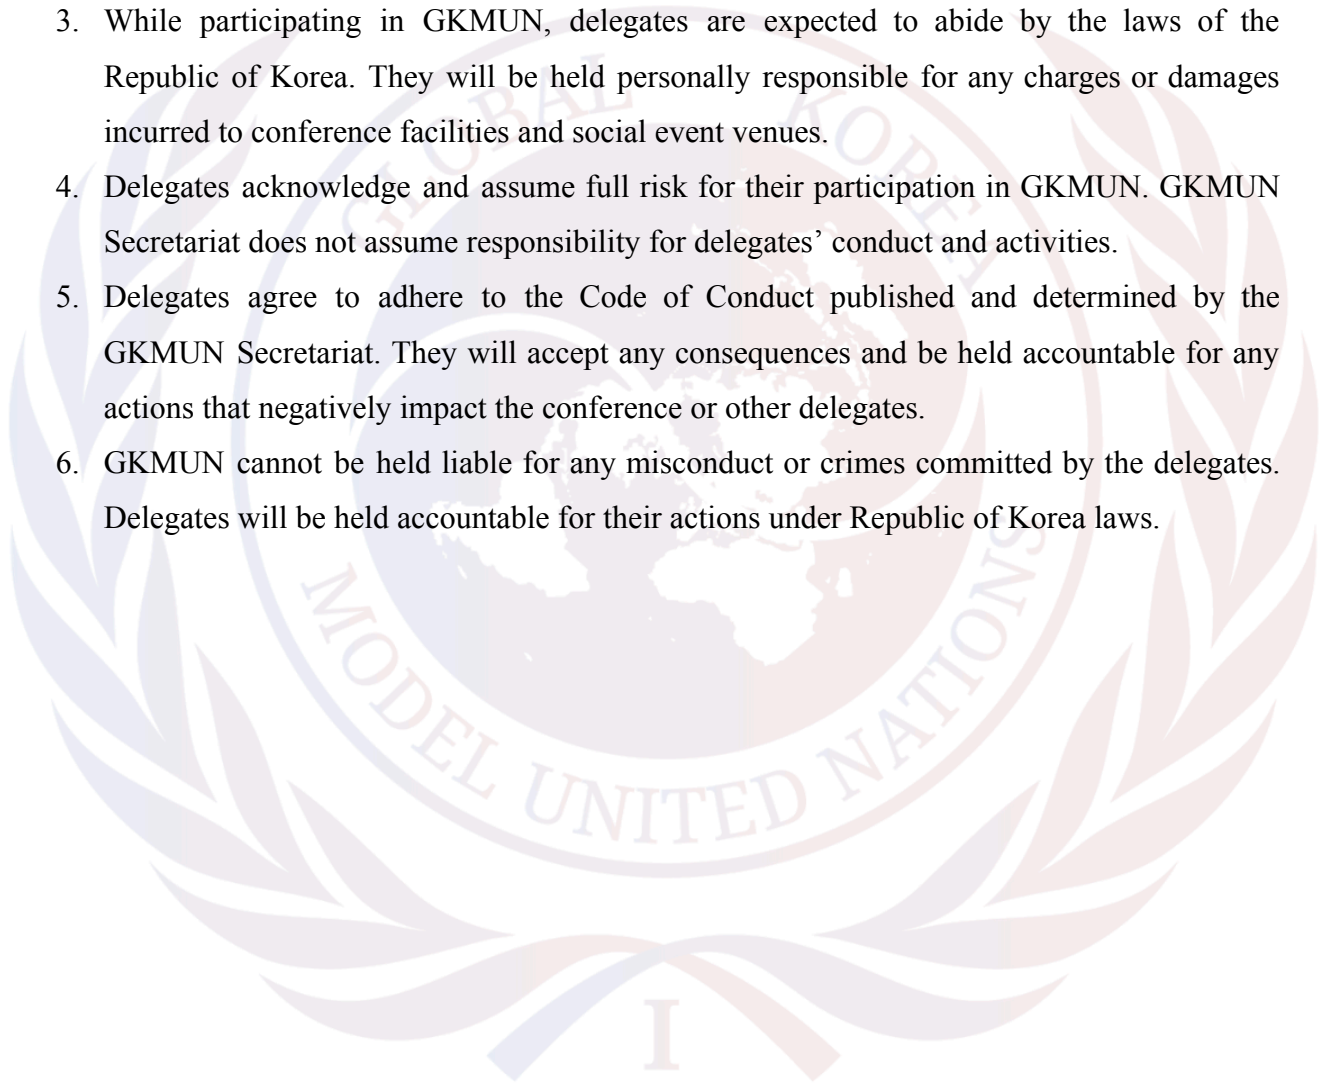 3. While participating in GKMUN, delegates are expected to abide by the laws of the
Republic of Korea. They will be held personally responsible for any charges or damages
incurred to conference facilities and social event venues.
4. Delegates acknowledge and assume full risk for their participation in GKMUN. GKMUN
Secretariat does not assume responsibility for delegates’ conduct and activities.
5. Delegates agree to adhere to the Code of Conduct published and determined by the
GKMUN Secretariat. They will accept any consequences and be held accountable for any
actions that negatively impact the conference or other delegates.
6. GKMUN cannot be held liable for any misconduct or crimes committed by the delegates.
Delegates will be held accountable for their actions under Republic of Korea laws.
GLOBAL KOREA
MODEL UNITED NATIONS
I